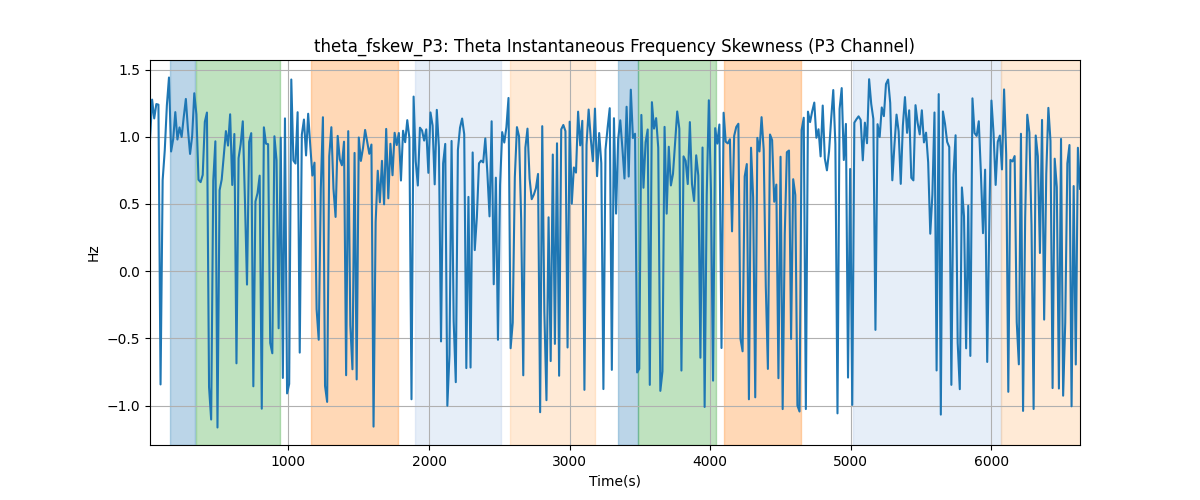 theta_fskew_P3: Theta Instantaneous Frequency Skewness (P3 Channel)
1.5
1.0
0.5
0.0
−0.5
−1.0
Hz
1000 2000 3000 4000 5000 6000
Time(s)